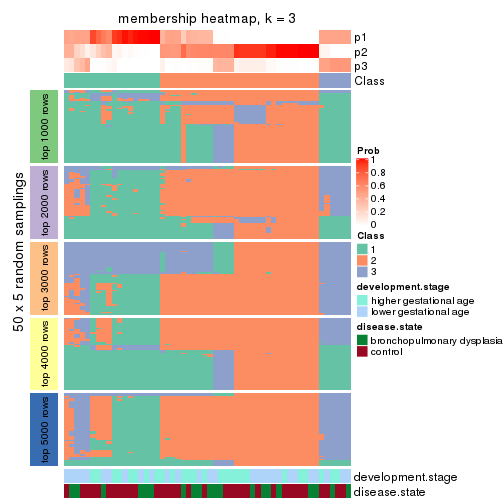 membership heatmap, k = 3
p1
p2
p3
Class
50 x 5 random samplings
top 1000 rows
top 2000 rows
top 3000 rows
top 4000 rows
top 5000 rows
Prob
1
0.8
0.6
0.4
0.2
0
Class
1
2
3
development.stage
higher gestational age
lower gestational age
disease.state
bronchopulmonary dysplasia
control
development.stage
disease.state